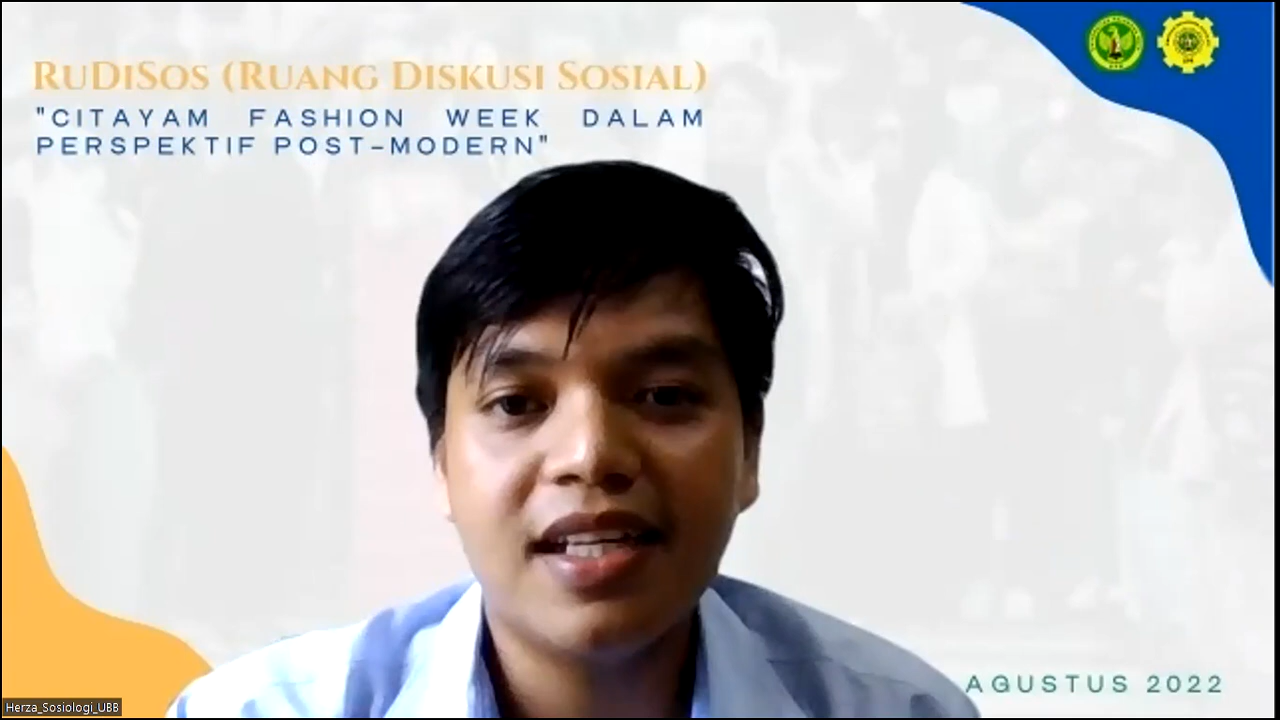 RuDiSos (Ruang Diskusi Sosial)
"CITAYAM FASHION WEEK DALAM
PERSPEKTIF POST-MODERN"
AGUSTUS 2022
Herza_Sosiologi_UBB